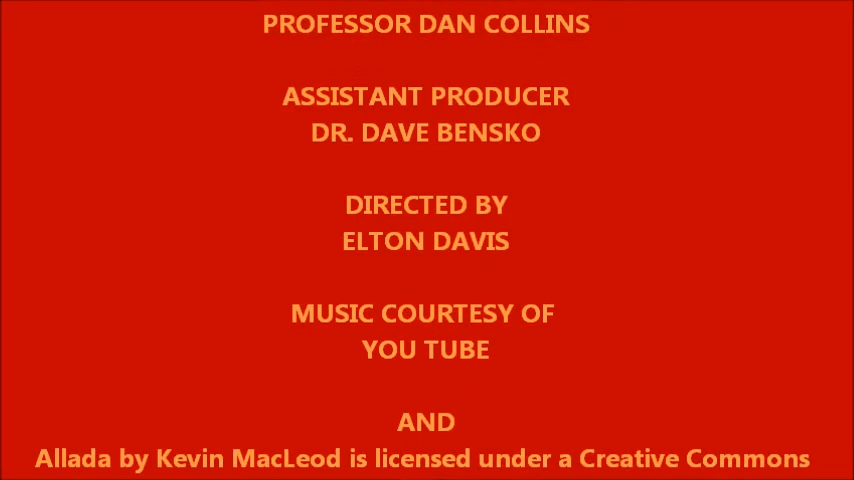 PROFESSOR DAN COLLINS
ASSISTANT PRODUCER
DR. DAVE BENSKO
DIRECTED BY
ELTON DAVIS
MUSIC COURTESY OF
YOU TUBE
AND
Allada by Kevin MacLeod is licensed under a Creative Commons